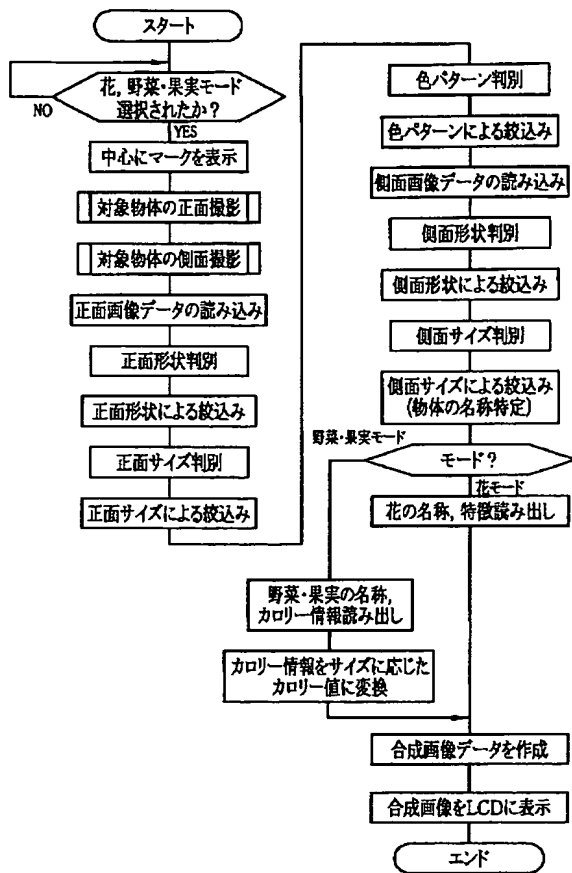 スタート
花，野菜・果実モード
選択されたか？
NO
YES
中心にマークを表示
対象物体の正面撮影
対象物体の側面撮影
正面画像データの読み込み
正面形状判別
正面形状による絞込み
正面サイズ判別
正面サイズによる絞込み
色パターン判別
色パターンによる絞込み
側面画像データの読み込み
側面形状判別
側面形状による絞込み
側面サイズ判別
側面サイズによる絞込み
(物体の名称特定)
野菜・果実モード
モード？
花モード
花の名称，特徴読み出し
野菜・果実の名称，
カロリー情報読み出し
カロリー情報をサイズに応じた
カロリー値に変換
合成画像データを作成
合成画像をLCDに表示
エンド